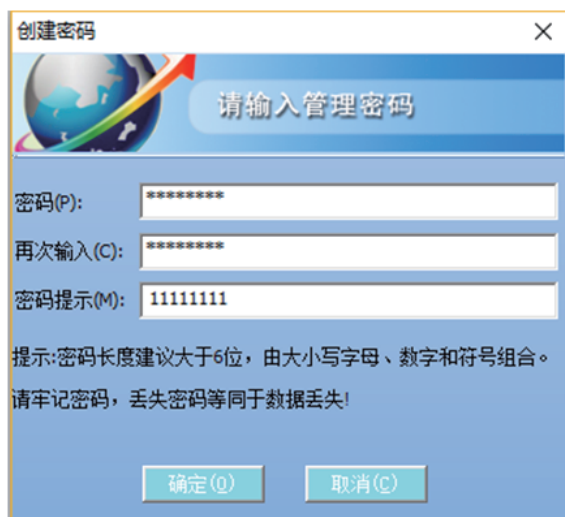 创建密码
请输入管理密码
密码(P): ********
再次输入(C): ********
密码提示(M): 11111111
提示:密码长度建议大于6位，由大小写字母、数字和符号组合。
请牢记密码，丢失密码等同于数据丢失!
确定(O) 取消(C)